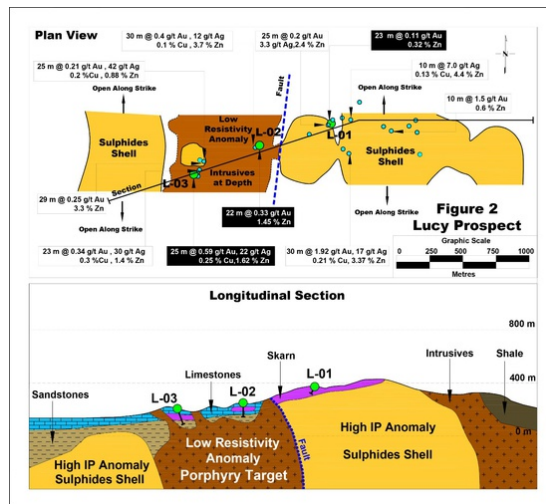 Plan View
30 m @ 0.4 g/t Au, 12 g/t Ag
0.1 % Cu, 3.7 % Zn
25 m @ 0.2 g/t Au
3.3 g/t Ag,2.4 % Zn
23 m @ 0.11 g/t Au
0.32 % Zn
N
25 m @ 0.21 g/t Au, 42 g/t Ag
0.2 %Cu , 0.88 % Zn
10 m @ 7.0 g/t Ag
0.13 % Cu, 4.4 % Zn
Open Along Strike
Fault
Open Along Strike
10 m @ 1.5 g/t Au
0.6 % Zn
Low
Resistivity
Anomaly
L-02
L-01
Sulphides
Shell
Sulphides
Shell
Intrusives
at Depth
L-03
Section
29 m @ 0.25 g/t Au
3.3 % Zn
22 m @ 0.33 g/t Au
1.45 % Zn
Open Along Strike
Open Along Strike
Figure 2
Lucy Prospect
23 m @ 0.34 g/t Au, 30 g/t Ag
0.3 %Cu , 1.4 % Zn
25 m @ 0.59 g/t Au, 22 g/t Ag
0.25 % Cu,1.62 % Zn
30 m @ 1.92 g/t Au, 17 g/t Ag
0.21 % Cu, 3.37 % Zn
Graphic Scale
0 250 500 750 1000
Metres
Longitudinal Section
800 m
Skarn
L-01
Intrusives
Shale
Limestones
L-02
L-03
400 m
Sandstones
0 m
High IP Anomaly
Sulphides Shell
Low Resistivity
Anomaly
Porphyry Target
Fault
High IP Anomaly
Sulphides Shell